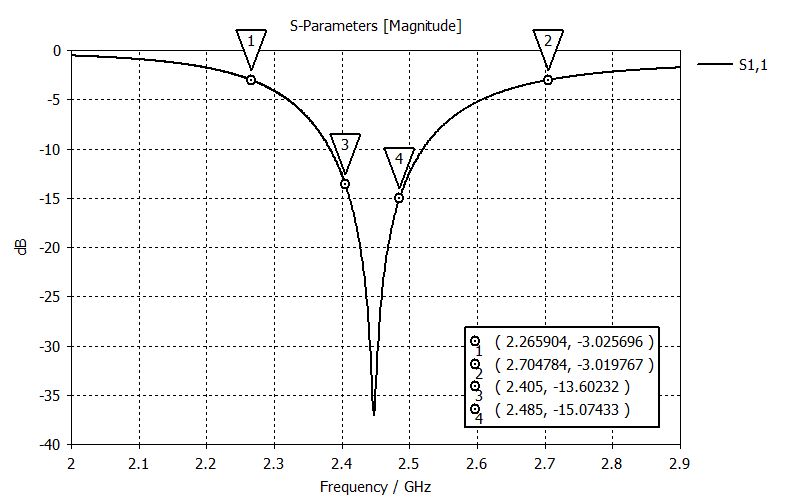 S-Parameters [Magnitude]
S1,1
1
2
3
4
0
-5
-10
-15
-20
-25
-30
-35
-40
dB
( 2.265904, -3.025696 )
1
( 2.704784, -3.019767 )
2
( 2.405, -13.60232 )
3
( 2.485, -15.07433 )
4
2 2.1 2.2 2.3 2.4 2.5 2.6 2.7 2.8 2.9
Frequency / GHz